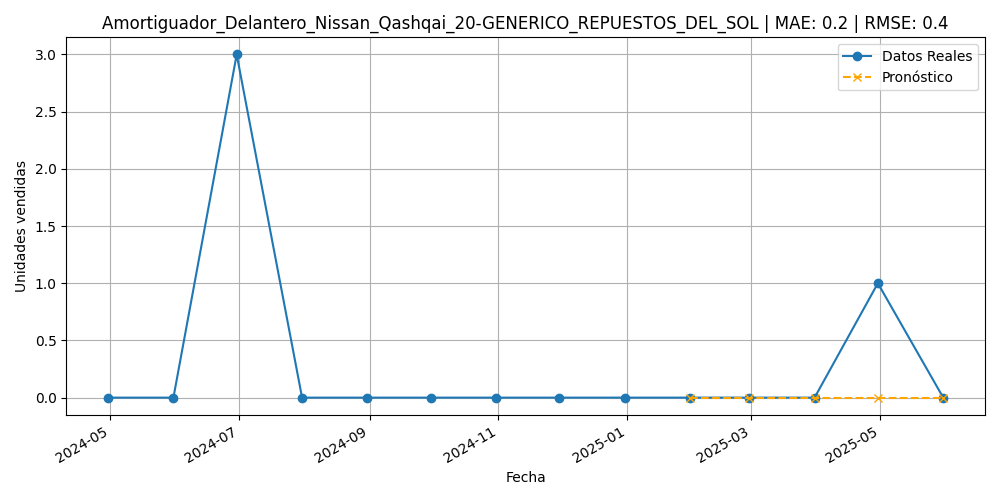 Amortiguador_Delantero_Nissan_Qashqai_20-GENERICO_REPUESTOS_DEL_SOL | MAE: 0.2 | RMSE: 0.4
Datos Reales
Pronóstico
Unidades vendidas
3.0
2.5
2.0
1.5
1.0
0.5
0.0
2024-05
2024-07
2024-09
2024-11
2025-01
2025-03
2025-05
Fecha